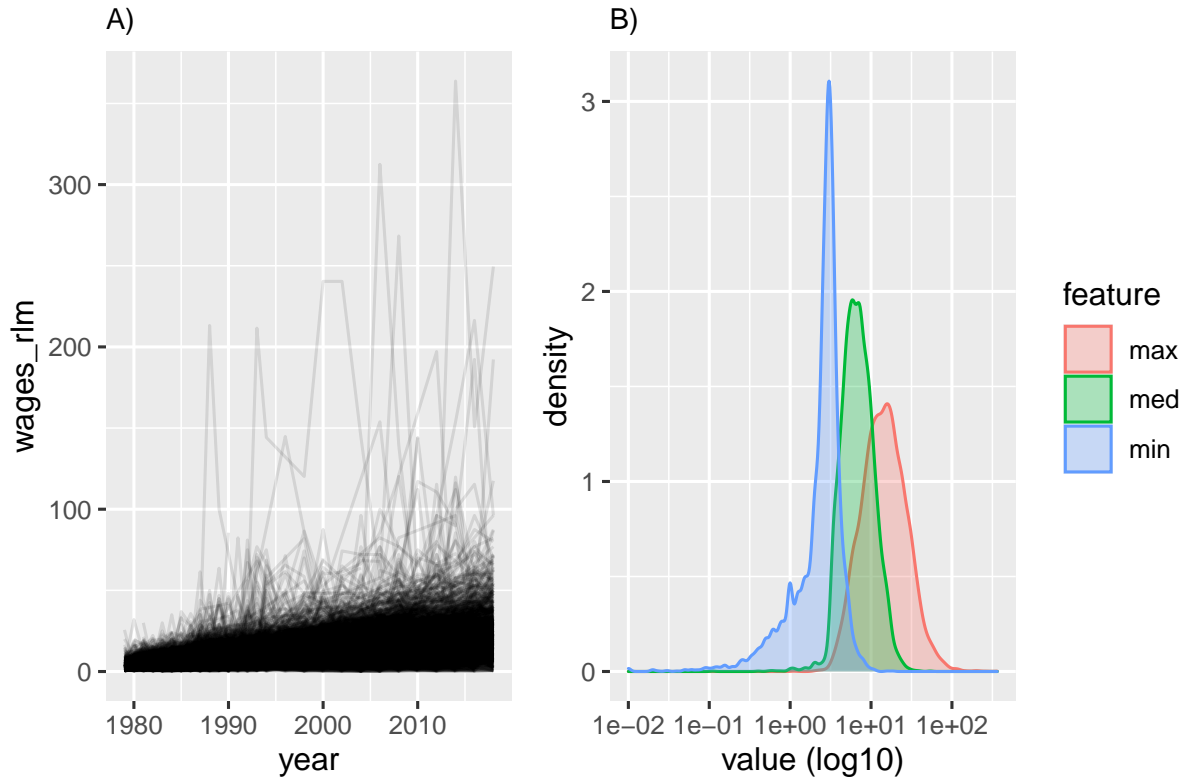 A)
wages_rlm
300
200
100
0
1980 1990 2000 2010
year
B)
density
3
2
1
0
1e−02 1e−01 1e+00 1e+01 1e+02
value (log10)
feature
max
med
min